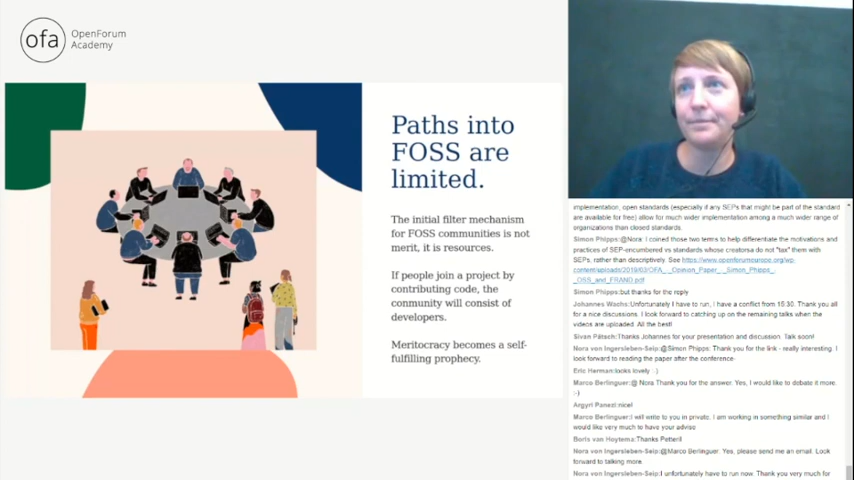 ofa
OpenForum
Academy
Paths into
FOSS are
limited.
The initial filter mechanism
for FOSS communities is not
merit, it is resources.
If people join a project by
contributing code, the
conmunity will consist of
developers.
Meritocracy becomes a self-
fulfilling prophecy.
implementation, open standards (especially if any SEPs that might be part of the standard
are available for free) allow for much wider implementation among a much wider range of
organizations than closed standards.
Simon Phipps:@Nora: I coined those two terms to help differentiate the motivations and
practices of SEP-encumbered vs standards whose creatorsa do not "tax" them with
SEPs, rather than descriptively. See https://www.openforumeurope.org/wp-
content/uploads/2019/03/OFA_-_Opinion_Paper_-_Simon_Phipps_-
_OSS_and_FRAND.pdf
Simon Phipps:but thanks for the reply
Johannes Wachs:Unfortunately I have to run, I have a conflict from 16:30. Thank you all
for a nice discussions. I look forward to catching up on the remaining talks when the
videos are uploaded. All the best!
Sivan Pätsch:Thanks Johannes for your presentation and discussion. Talk soon!
Nora von Ingersleben-Seip:@Simon Phipps: Thank you for the link - really interesting. I
look forward to reading the paper after the conference-
Eric Herman:looks lovely :-)
Marco Berlinguer:@ Nora Thank you for the answer. Yes, I would like to debate it more.
:-)
Argyri Panezi:nice!
Marco Berlinguer:I will write to you in private. I am working in something similar and I
would like very much to have your advise
Boris van Hoytema:Thanks Petteri!
Nora von Ingersleben-Seip:@Marco Berlinguer: Yes, please send me an email. Look
forward to talking more.
Nora von Ingersleben-Seip:I unfortunately have to run now. Thank you very much for